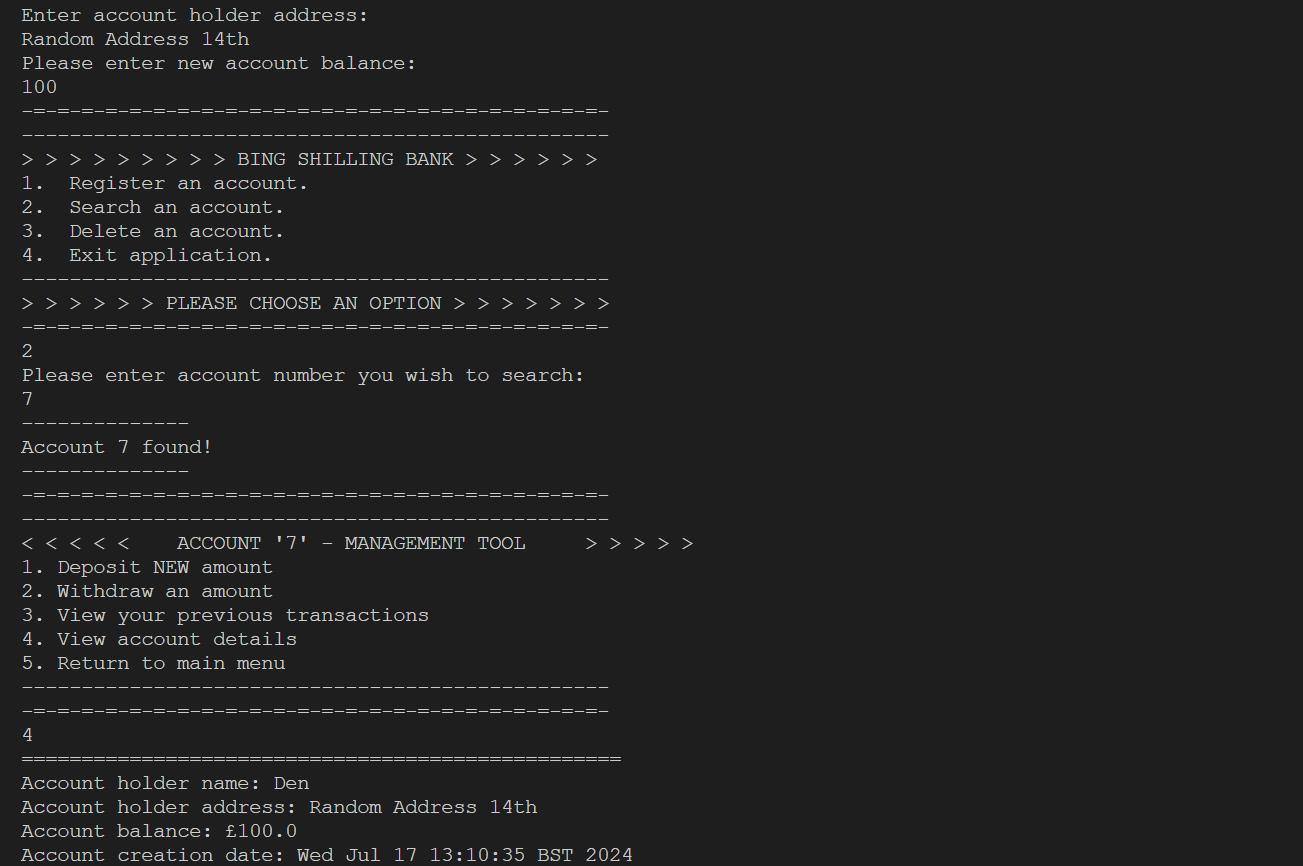 Enter account holder address:
Random Address 14th
Please enter new account balance:
100
-=-=-=-=-=-=-=-=-=-=-=-=-=-=-=-=-=-=-=-=-=-=-=-=-
-------------------------------------------------
> > > > > > > > > BING SHILLING BANK > > > > > >
1.  Register an account.
2.  Search an account.
3.  Delete an account.
4.  Exit application.
-------------------------------------------------
> > > > > > PLEASE CHOOSE AN OPTION > > > > > > >
-=-=-=-=-=-=-=-=-=-=-=-=-=-=-=-=-=-=-=-=-=-=-=-=-
2
Please enter account number you wish to search:
7
--------------
Account 7 found!
--------------
-=-=-=-=-=-=-=-=-=-=-=-=-=-=-=-=-=-=-=-=-=-=-=-=-
-------------------------------------------------
< < < < <    ACCOUNT '7' - MANAGEMENT TOOL     > > > > >
1. Deposit NEW amount
2. Withdraw an amount
3. View your previous transactions
4. View account details
5. Return to main menu
-------------------------------------------------
-=-=-=-=-=-=-=-=-=-=-=-=-=-=-=-=-=-=-=-=-=-=-=-=-
4
==================================================
Account holder name: Den
Account holder address: Random Address 14th
Account balance: £100.0
Account creation date: Wed Jul 17 13:10:35 BST 2024